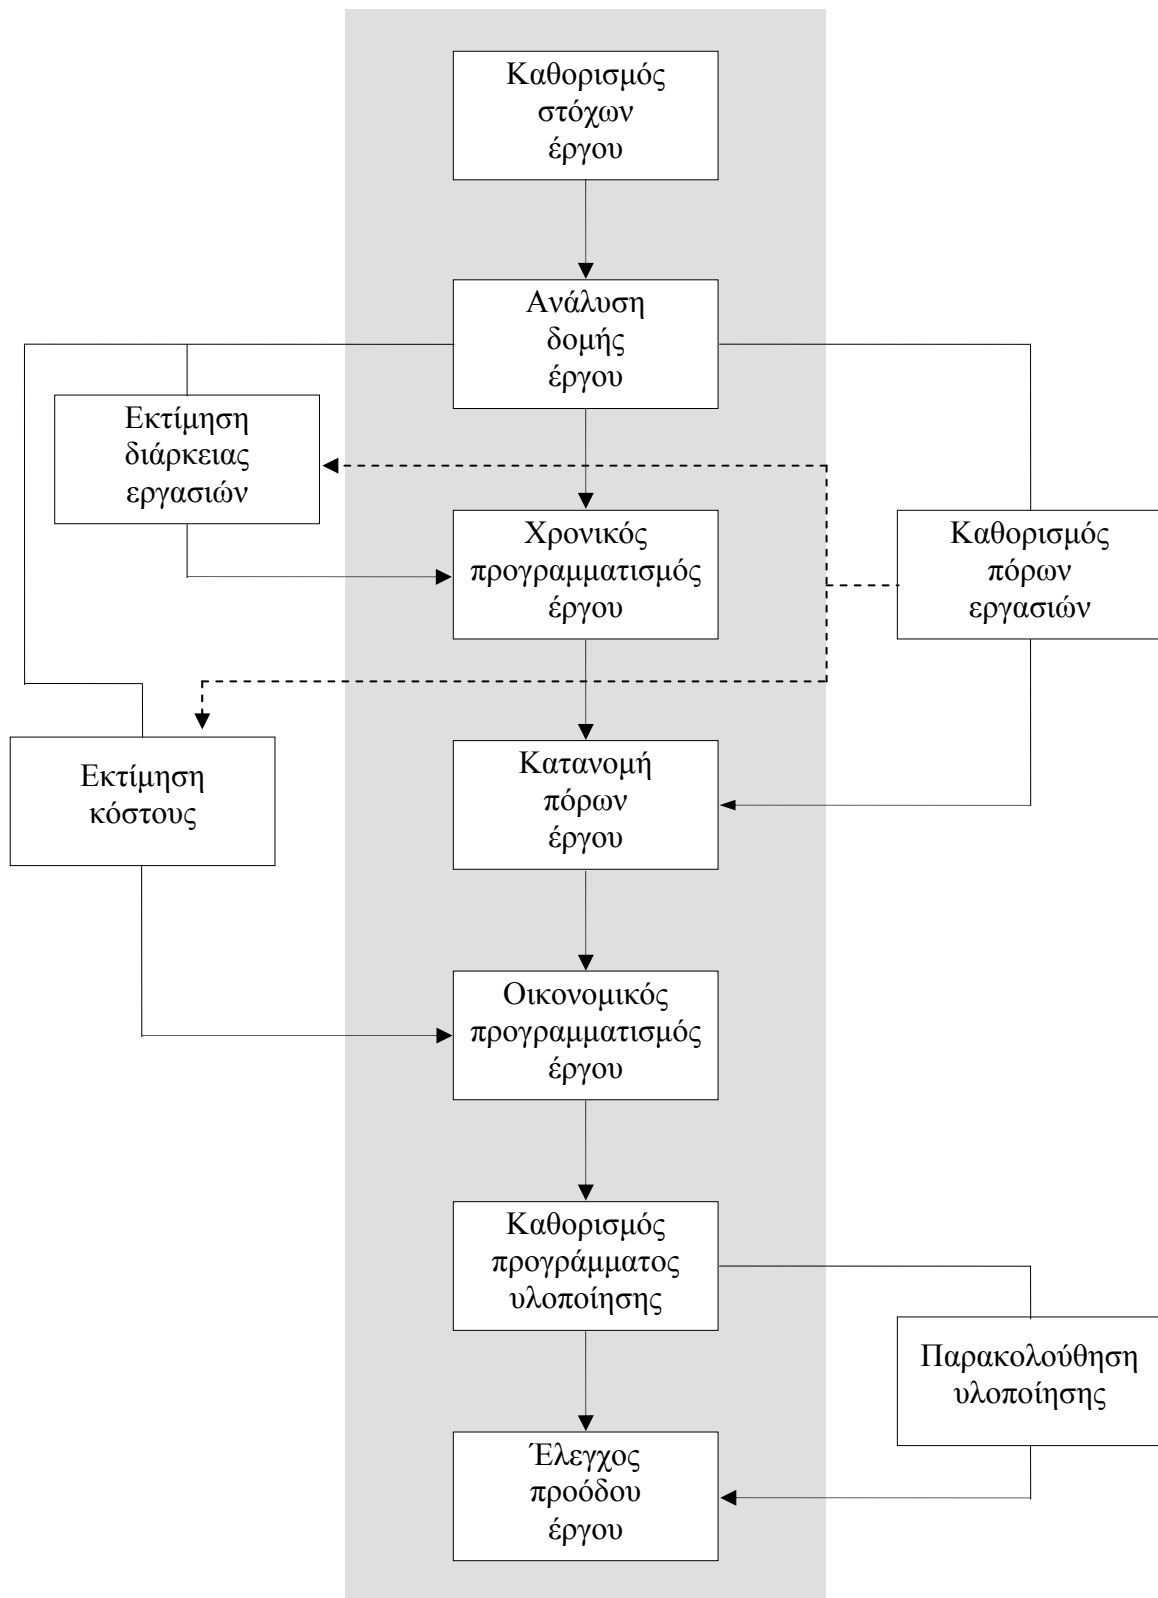 Καθορισμός
στόχων
έργου
Ανάλυση
δομής
έργου
Εκτίμηση
διάρκειας
εργασιών
Χρονικός
προγραμματισμός
έργου
Καθορισμός
πόρων
εργασιών
Εκτίμηση
κόστους
Κατανομή
πόρων
έργου
Οικονομικός
προγραμματισμός
έργου
Καθορισμός
προγράμματος
υλοποίησης
Παρακολούθηση
υλοποίησης
Έλεγχος
προόδου
έργου